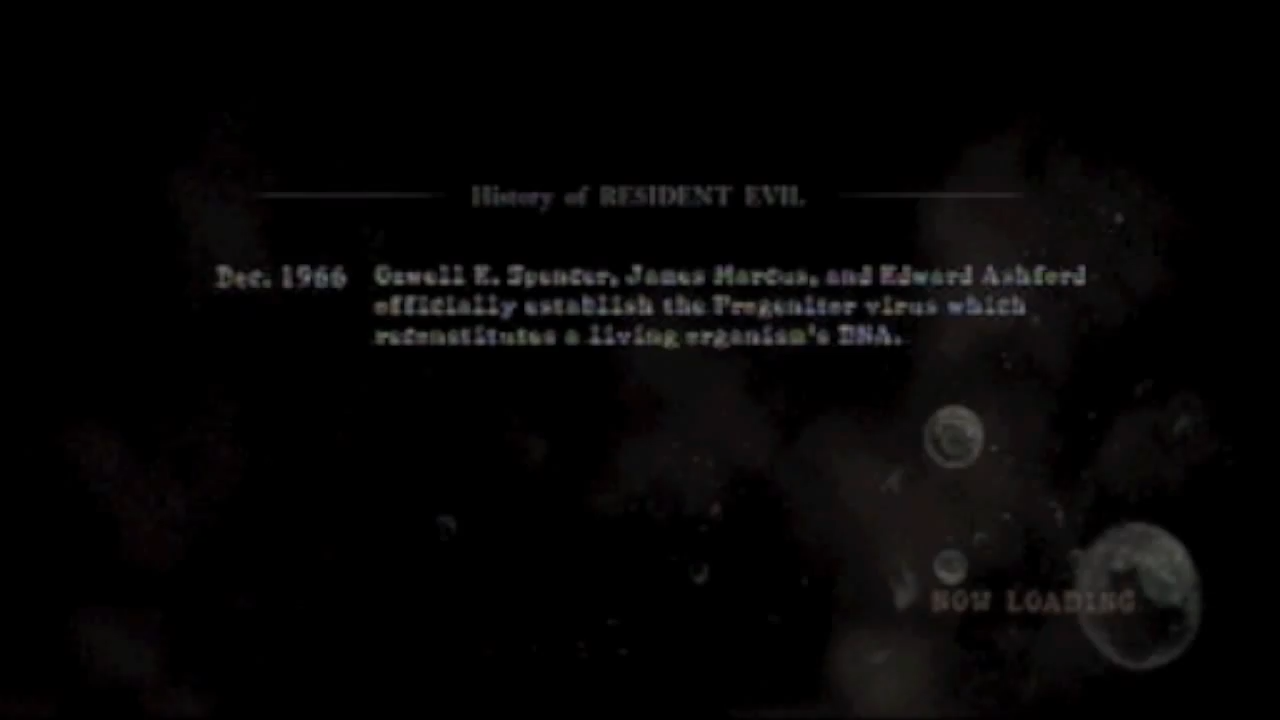 History of RESIDENT EVIL
Dec. 1966 Ozwell E. Spencer, James Marcus, and Edward Ashford
officially establish the Progenitor virus which
reconstitutes a living organism's DNA.
NOW LOADING